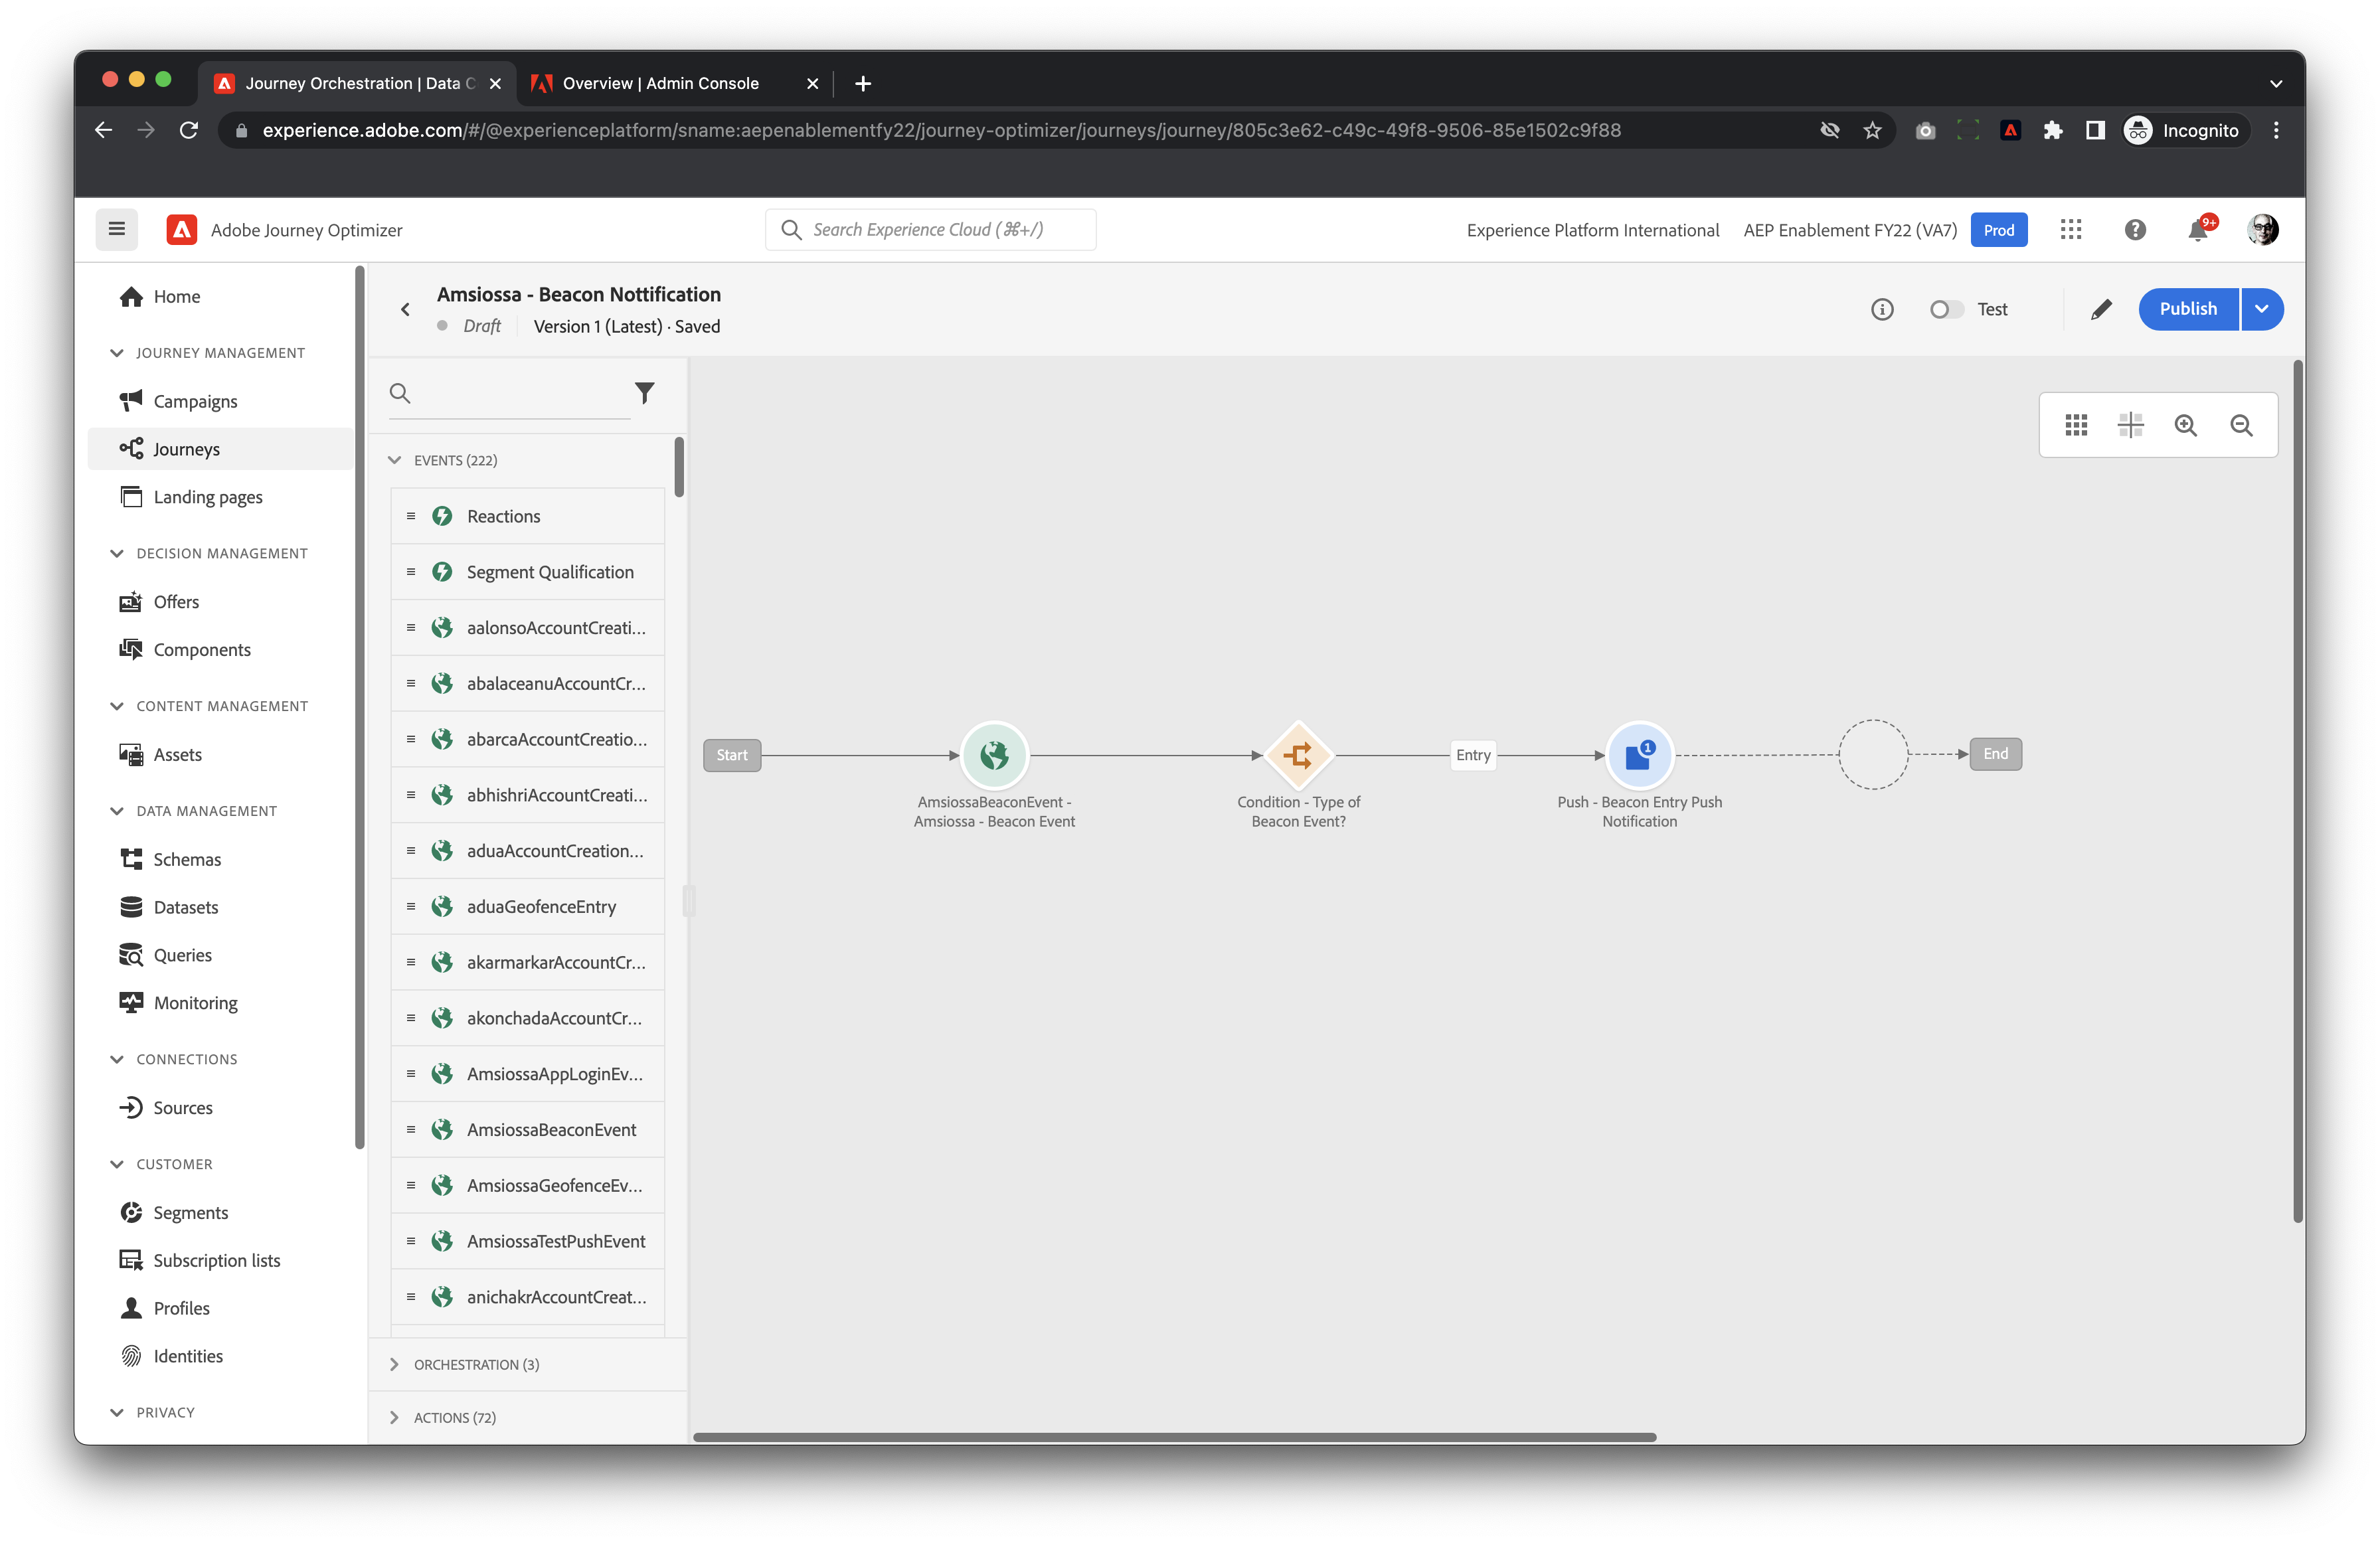 Journey Orchestration | Data C
Overview | Admin Console
experience.adobe.com/#/@experienceplatform/sname:aepenablementfy22/journey-optimizer/journeys/journey/805c3e62-c49c-49f8-9506-85e1502c9f88
Incognito
Adobe Journey Optimizer
Search Experience Cloud (⌘+/)
Experience Platform International
AEP Enablement FY22 (VA7)
Prod
9+
Home
JOURNEY MANAGEMENT
Campaigns
Journeys
Landing pages
DECISION MANAGEMENT
Offers
Components
CONTENT MANAGEMENT
Assets
DATA MANAGEMENT
Schemas
Datasets
Queries
Monitoring
CONNECTIONS
Sources
CUSTOMER
Segments
Subscription lists
Profiles
Identities
PRIVACY
Amsiossa - Beacon Nottification
Draft
Version 1 (Latest) · Saved
Test
Publish
EVENTS (222)
Reactions
Segment Qualification
aalonsoAccountCreati...
abalaceanuAccountCr...
abarcaAccountCreatio...
abhishriAccountCreati...
aduaAccountCreation...
aduaGeofenceEntry
akarmarkarAccountCr...
akonchadaAccountCr...
AmsiossaAppLoginEv...
AmsiossaBeaconEvent
AmsiossaGeofenceEv...
AmsiossaTestPushEvent
anichakrAccountCreat...
ORCHESTRATION (3)
ACTIONS (72)
Start
AmsiossaBeaconEvent -
Amsiossa - Beacon Event
Condition - Type of
Beacon Event?
Entry
1
Push - Beacon Entry Push
Notification
End